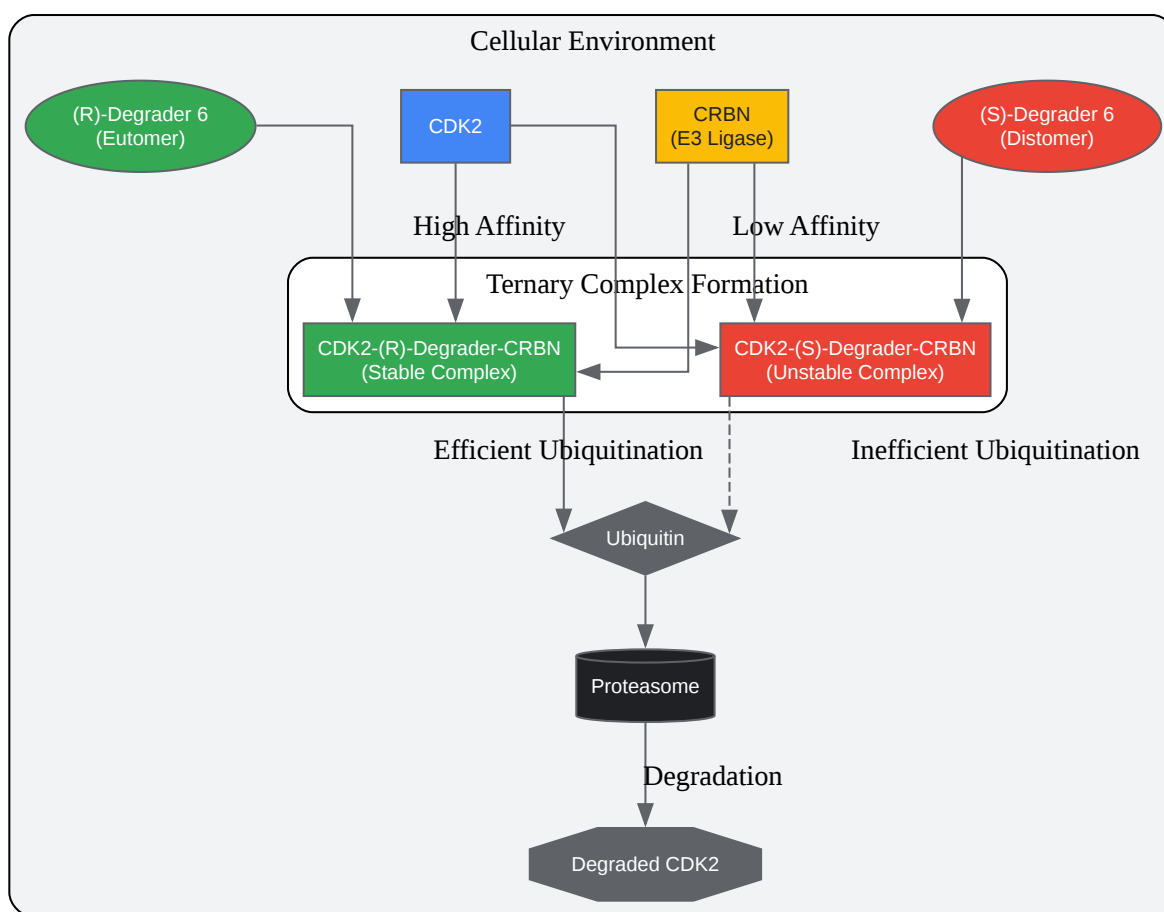 Cellular Environment
(R)-Degrader 6
(Eutomer)
CDK2
CRBN
(E3 Ligase)
(S)-Degrader 6
(Distomer)
High Affinity
Low Affinity
Ternary Complex Formation
CDK2-(R)-Degrader-CRBN
(Stable Complex)
CDK2-(S)-Degrader-CRBN
(Unstable Complex)
Efficient Ubiquitination
Inefficient Ubiquitination
Ubiquitin
Proteasome
Degradation
Degraded CDK2